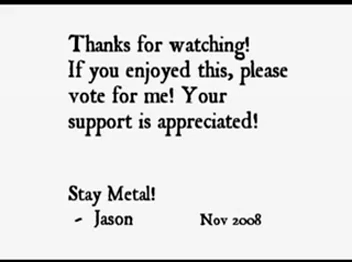 Thanks for watching!
If you enjoyed this, please
vote for me! Your
support is appreciated!
Stay Metal!
- Jason Nov 2008